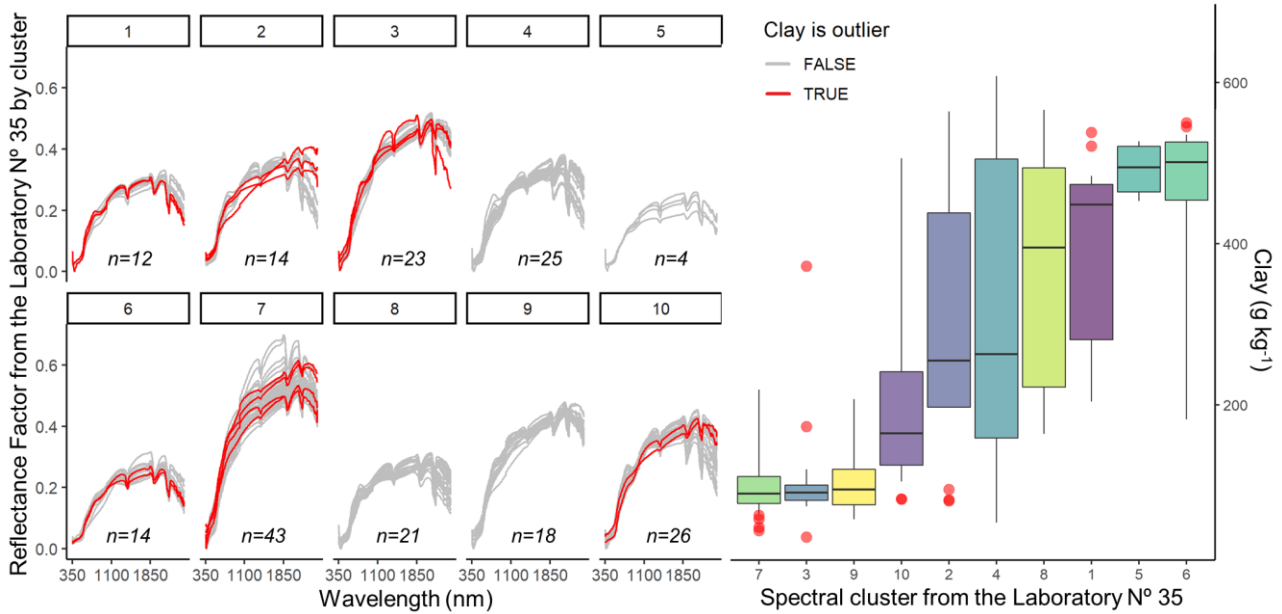 Reflectance Factor from the Laboratory Nº 35 by cluster
1 2 3 4 5
0.6
0.4
0.2
0.0
n=12 n=14 n=23 n=25 n=4
6 7 8 9 10
0.6
0.4
0.2
0.0
n=14 n=43 n=21 n=18 n=26
350 1100 1850 350 1100 1850 350 1100 1850 350 1100 1850 350 1100 1850
Wavelength (nm)
Clay is outlier
FALSE
TRUE
600
400
200
Clay (g kg-1)
7 3 9 10 2 4 8 1 5 6
Spectral cluster from the Laboratory Nº 35